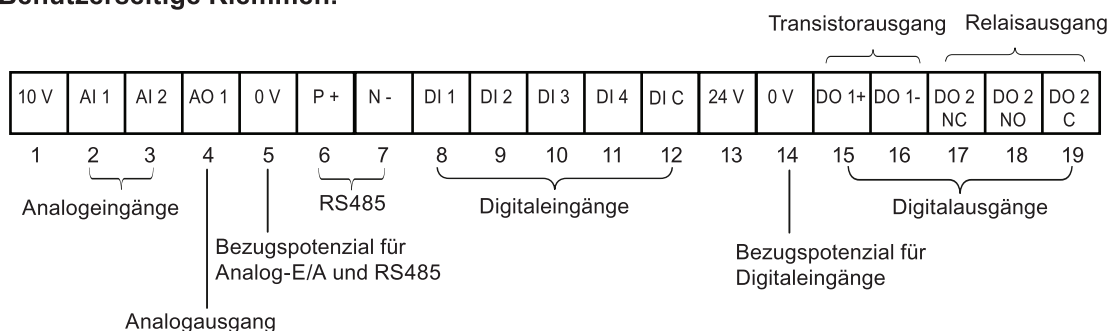 Benutzerseitige Klemmen:
Transistorausgang Relaisausgang
10 V AI 1 AI 2 AO 1 0 V P + N - DI 1 DI 2 DI 3 DI 4 DI C 24 V 0 V DO 1+ DO 1- DO 2 NC DO 2 NO DO 2 C
1 2 3 4 5 6 7 8 9 10 11 12 13 14 15 16 17 18 19
Analogeingänge RS485 Digitaleingänge Digitalausgänge
Bezugspotenzial für
Analog-E/A und RS485
Bezugspotenzial für
Digitaleingänge
Analogausgang